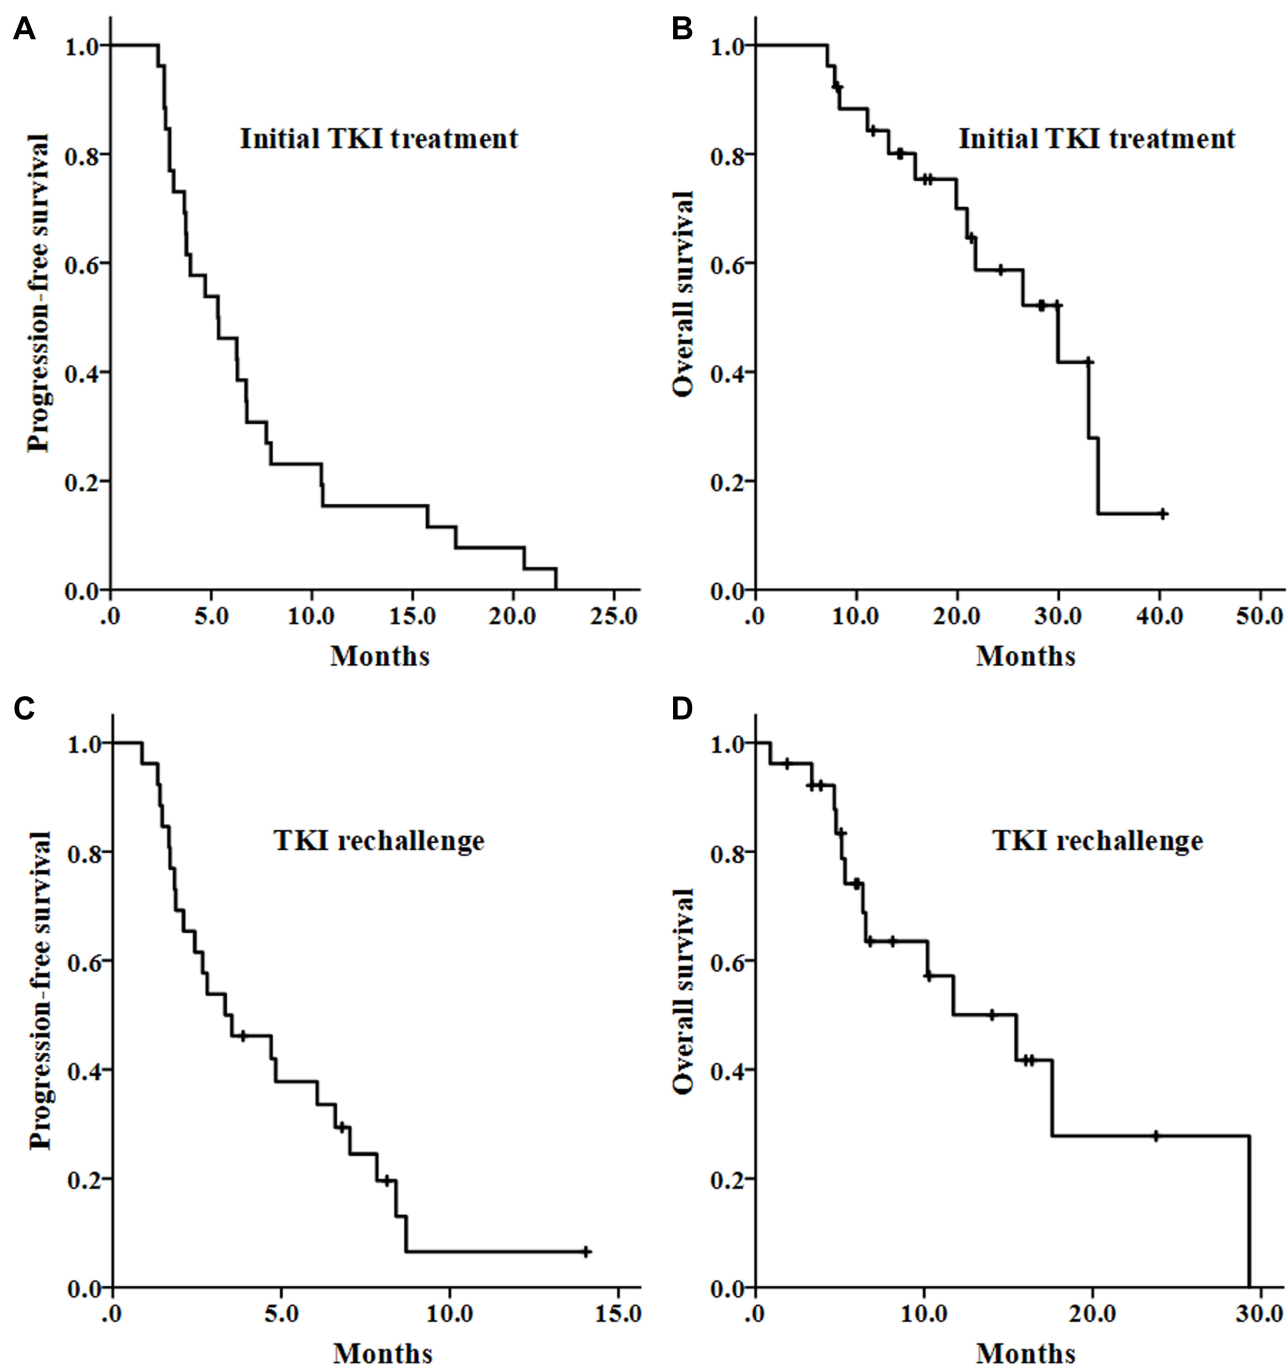 A
Progression-free survival
1.0
0.8
0.6
0.4
0.2
0.0
Initial TKI treatment
.0 5.0 10.0 15.0 20.0 25.0
Months
B
Overall survival
1.0
0.8
0.6
0.4
0.2
0.0
Initial TKI treatment
.0 10.0 20.0 30.0 40.0 50.0
Months
C
Progression-free survival
1.0
0.8
0.6
0.4
0.2
0.0
TKI rechallenge
.0 5.0 10.0 15.0
Months
D
Overall survival
1.0
0.8
0.6
0.4
0.2
0.0
TKI rechallenge
.0 10.0 20.0 30.0
Months